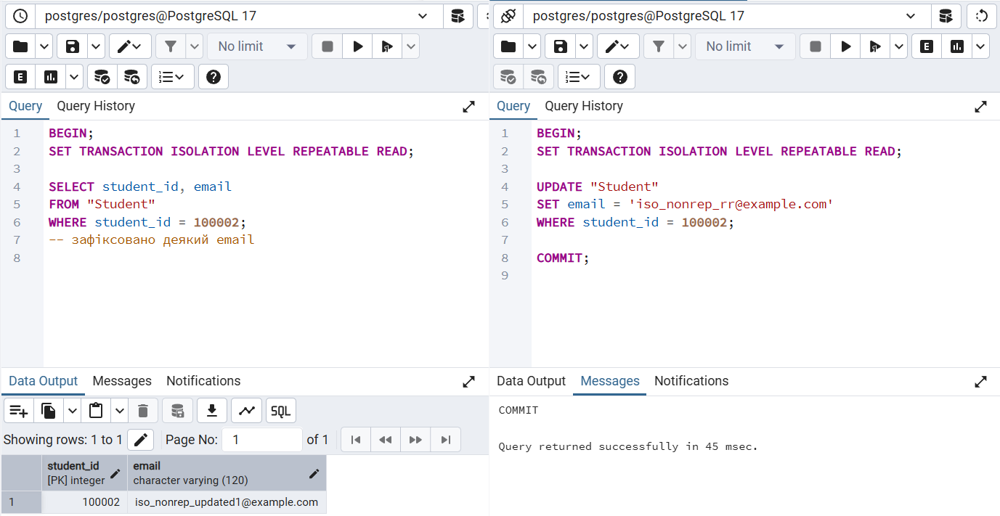 postgres/postgres@PostgreSQL 17
No limit
E
Query Query History
1 BEGIN;
2 SET TRANSACTION ISOLATION LEVEL REPEATABLE READ;
3
4 SELECT student_id, email
5 FROM "Student"
6 WHERE student_id = 100002;
7 -- зафіксовано деякий email
8
Data Output Messages Notifications
SQL
Showing rows: 1 to 1 Page No: 1 of 1
student_id email
[PK] integer character varying (120)
1 100002 iso_nonrep_updated1@example.com
postgres/postgres@PostgreSQL 17
No limit
E
Query Query History
1 BEGIN;
2 SET TRANSACTION ISOLATION LEVEL REPEATABLE READ;
3
4 UPDATE "Student"
5 SET email = 'iso_nonrep_rr@example.com'
6 WHERE student_id = 100002;
7
8 COMMIT;
9
Data Output Messages Notifications
COMMIT
Query returned successfully in 45 msec.